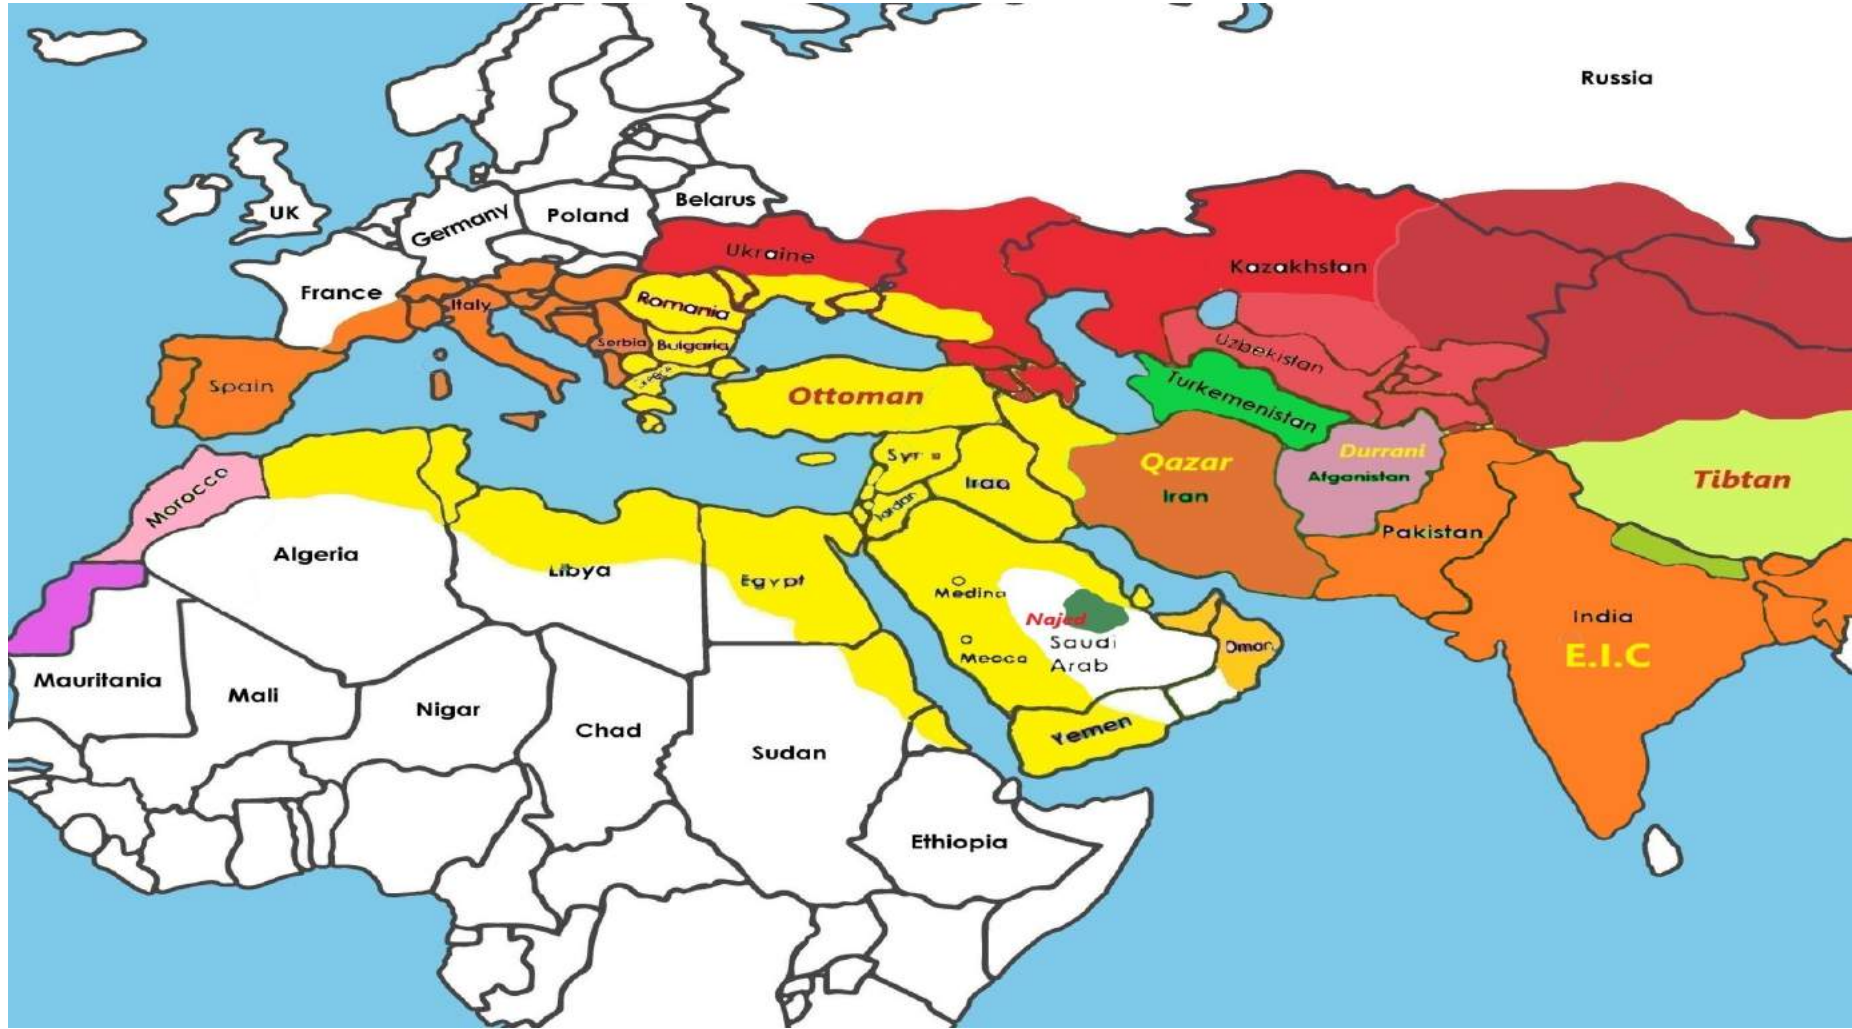 Russia
Belarus
UK
Germany
Poland
Ukraine
Kazakhstan
France
Italy
Romania
Uzbekistan
Serbia
Bulgaria
Spain
Turkemenistan
Ottoman
Durrani
Qazar
Syr a
Tibtan
Iraq
Iran
Afganistan
Morocco
Jordan
Pakistan
Algeria
Libya
Egypt
Medina
Najed
India
Saudi
Arab
Oman
Mecca
E.I.C
Mauritania
Mali
Nigar
Chad
Sudan
Yemen
Ethiopia